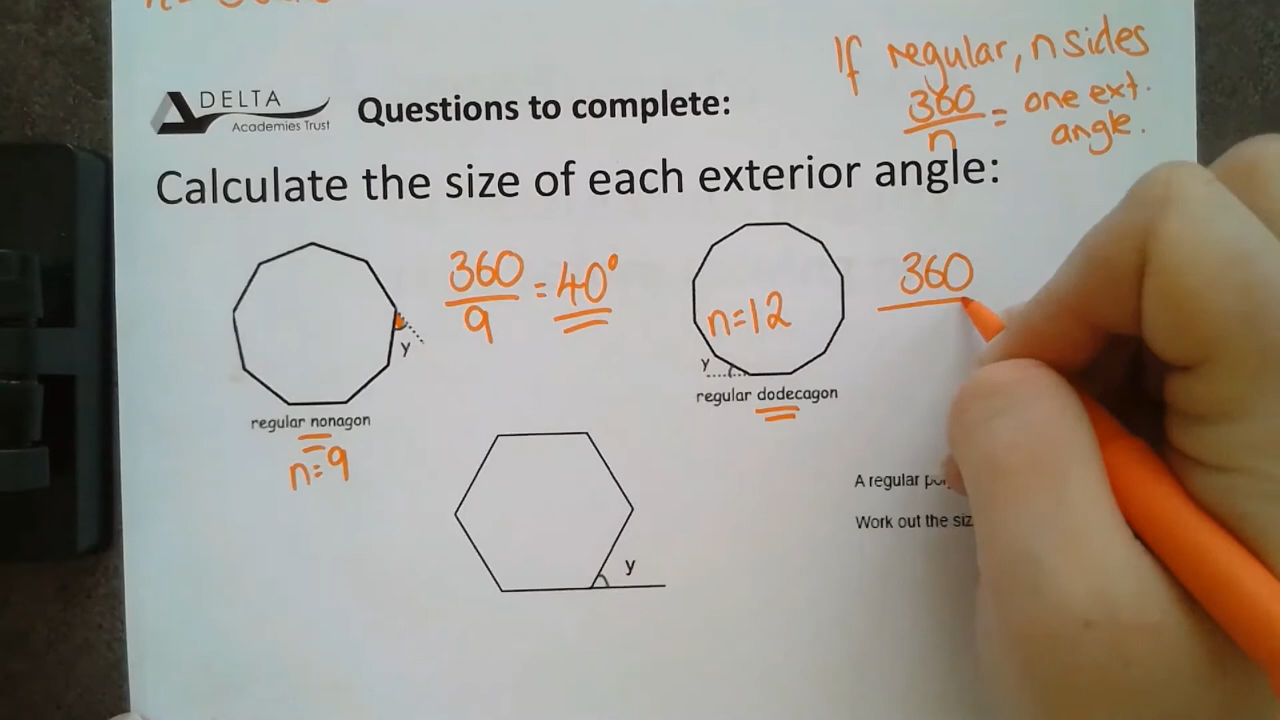 If regular, n sides
360
n
= one ext.
angle.
DELTA
Academies Trust
Questions to complete:
Calculate the size of each exterior angle:
360
9
= 40°
y
regular nonagon
n=9
n=12
y
regular dodecagon
360
y
A regular
Work out the